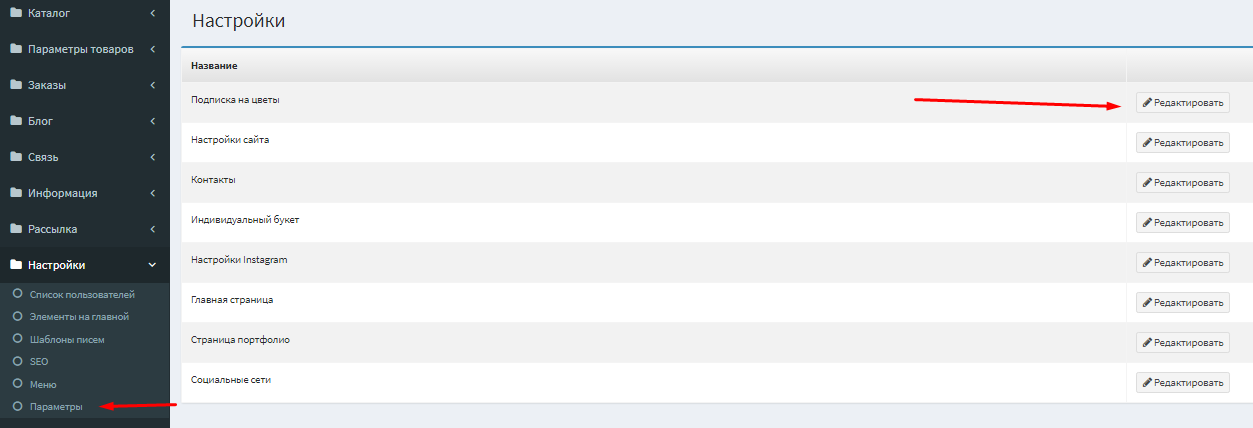 Каталог
Параметры товаров
Заказы
Блог
Связь
Информация
Рассылка
Настройки
Список пользователей
Элементы на главной
Шаблоны писем
SEO
Меню
Параметры
Настройки
Название
Подписка на цветы Редактировать
Настройки сайта Редактировать
Контакты Редактировать
Индивидуальный букет Редактировать
Настройки Instagram Редактировать
Главная страница Редактировать
Страница портфолио Редактировать
Социальные сети Редактировать